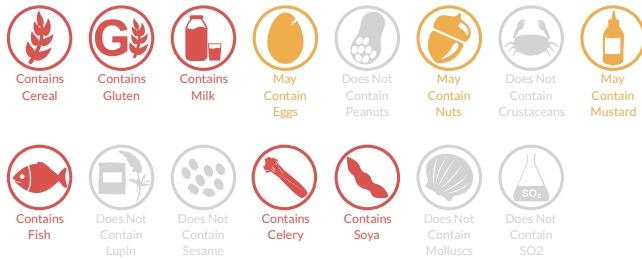 G
Contains
Cereal
Contains
Gluten
Contains
Milk
May
Contain
Eggs
Does Not
Contain
Peanuts
May
Contain
Nuts
Does Not
Contain
Crustaceans
May
Contain
Mustard
SO₂
Contains
Fish
Does Not
Contain
Lupin
Does Not
Contain
Sesame
Contains
Celery
Contains
Soya
Does Not
Contain
Molluscs
Does Not
Contain
SO2